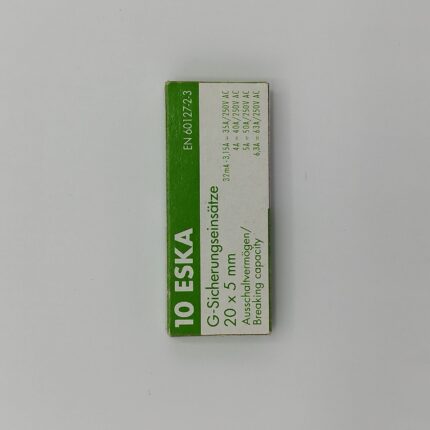 10 ESKA
EN 60127-2-3
G-Sicherungseinsätze
20 x 5 mm
Ausschaltvermögen/
Breaking capacity
32mA-3,15A = 35A/250V AC
4A = 40A/250V AC
5A = 50A/250V AC
6,3A = 63A/250V AC